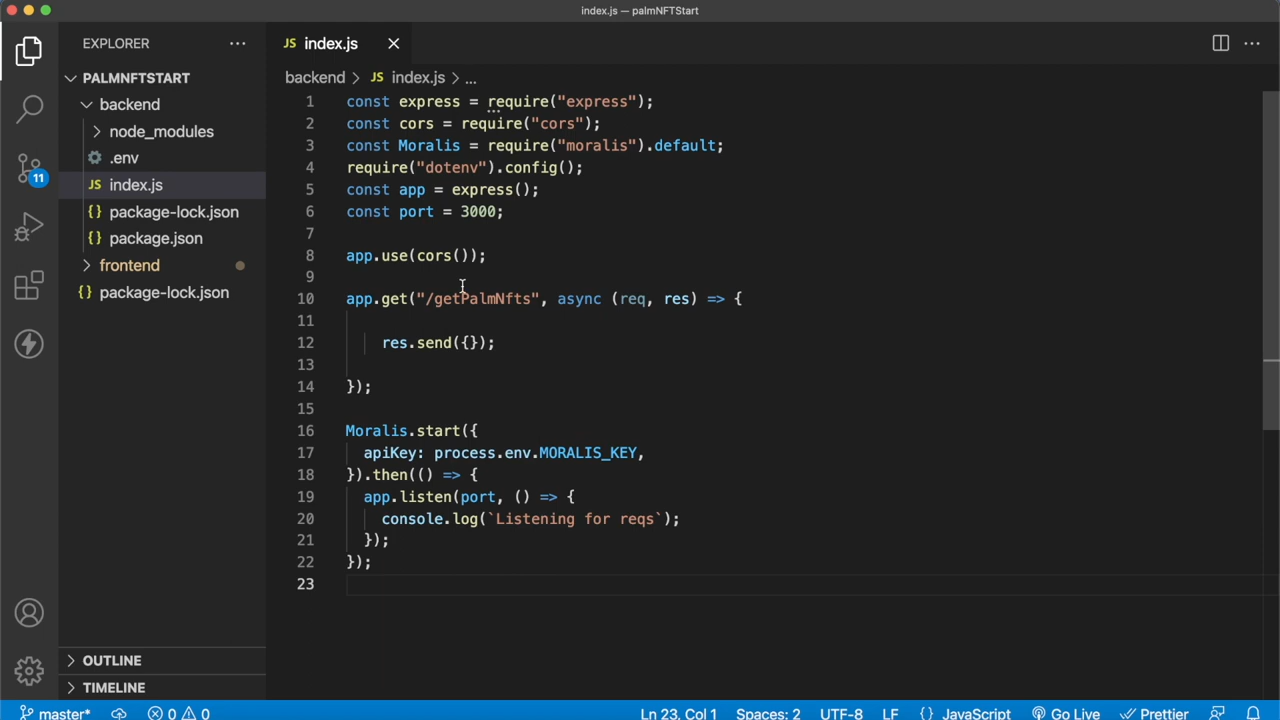 index.js — palmNFTStart
EXPLORER
PALMNFTSTART
backend
node_modules
.env
JS index.js
{} package-lock.json
{} package.json
frontend
{} package-lock.json
OUTLINE
TIMELINE
11
JS index.js
backend > JS index.js > ...
1 const express = require("express");
2 const cors = require("cors");
3 const Moralis = require("moralis").default;
4 require("dotenv").config();
5 const app = express();
6 const port = 3000;
7
8 app.use(cors());
9
10 app.get("/getPalmNfts", async (req, res) => {
11
12 res.send({});
13
14 });
15
16 Moralis.start({
17 apiKey: process.env.MORALIS_KEY,
18 }).then(() => {
19 app.listen(port, () => {
20 console.log(`Listening for reqs`);
21 });
22 });
23
master* 0 0 Ln 23, Col 1 Spaces: 2 UTF-8 LF {} JavaScript Go Live Prettier